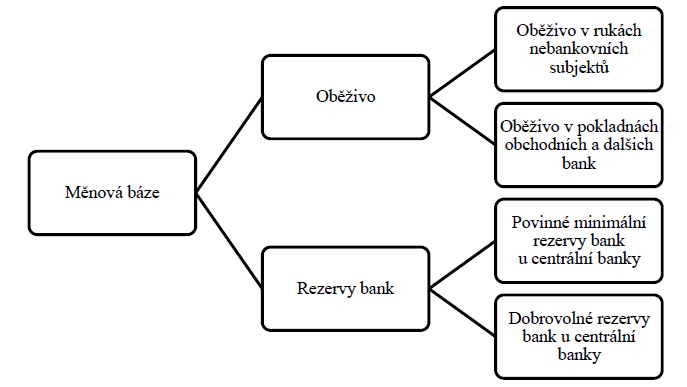 Oběživo v rukách
nebankovních
subjektů
Oběživo
Oběživo v pokladnách
obchodních a dalšich
bank
Měnová báze
Povinné minimální
rezervy bank
u centrální banky
Rezervy bank
Dobrovolné rezervy
bank u centrální
banky